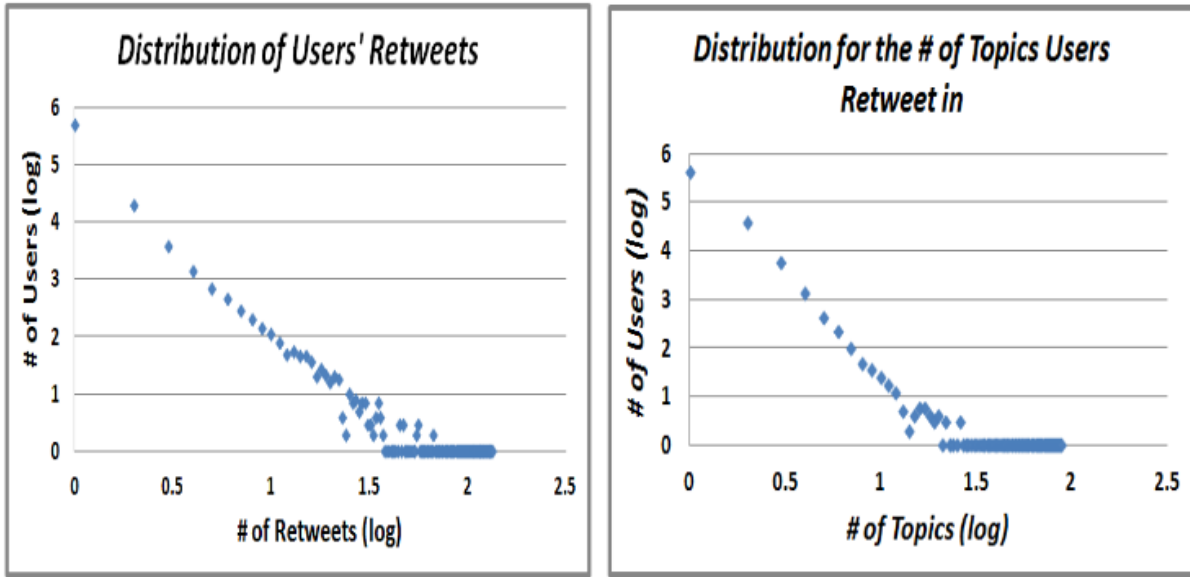 Distribution of Users' Retweets
# of Users (log)
6
5
4
3
2
1
0
0 0.5 1 1.5 2 2.5
# of Retweets (log)
Distribution for the # of Topics Users
Retweet in
# of Users (log)
6
5
4
3
2
1
0
0 0.5 1 1.5 2 2.5
# of Topics (log)